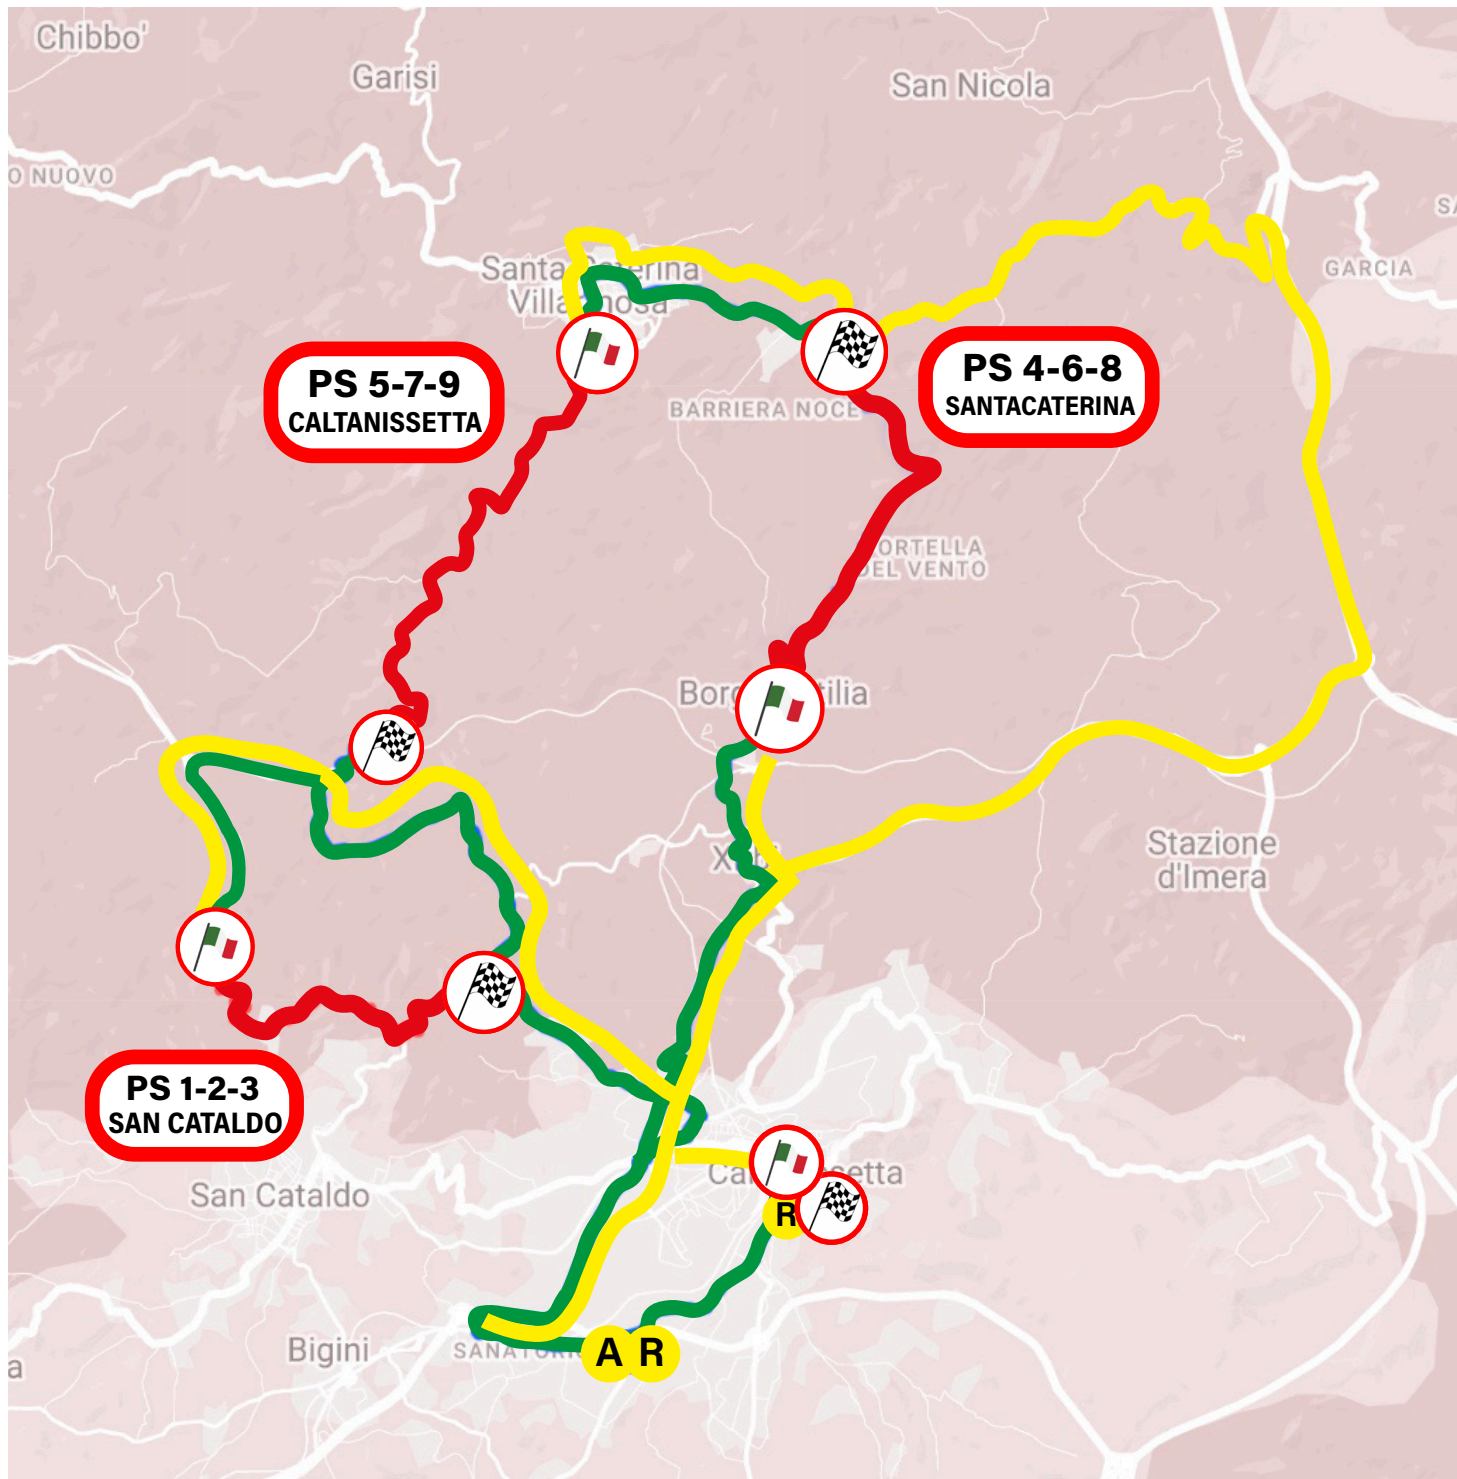 Chibbo'
Garisi
San Nicola
O NUOVO
GARCIA
Santa
Villa
PS 5-7-9
CALTANISSETTA
PS 4-6-8
SANTACATERINA
BARRIERA NOCE
ORTELLA
DEL VENTO
Stazione
d'Imera
PS 1-2-3
SAN CATALDO
San Cataldo
R
Bigini
A R